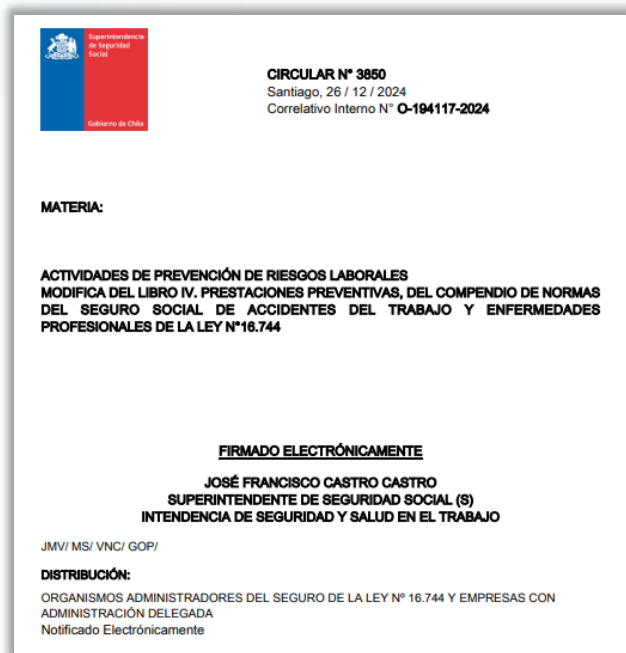 Superintendencia
de Seguridad
Social
Gobierno de Chile
CIRCULAR N° 3850
Santiago, 26 / 12 / 2024
Correlativo Interno N° O-194117-2024
MATERIA:
ACTIVIDADES DE PREVENCIÓN DE RIESGOS LABORALES
MODIFICA DEL LIBRO IV. PRESTACIONES PREVENTIVAS, DEL COMPENDIO DE NORMAS
DEL SEGURO SOCIAL DE ACCIDENTES DEL TRABAJO Y ENFERMEDADES
PROFESIONALES DE LA LEY N°16.744
FIRMADO ELECTRÓNICAMENTE
JOSÉ FRANCISCO CASTRO CASTRO
SUPERINTENDENTE DE SEGURIDAD SOCIAL (S)
INTENDENCIA DE SEGURIDAD Y SALUD EN EL TRABAJO
JMV/ MS/ VNC/ GOP/
DISTRIBUCIÓN:
ORGANISMOS ADMINISTRADORES DEL SEGURO DE LA LEY Nº 16.744 Y EMPRESAS CON
ADMINISTRACIÓN DELEGADA
Notificado Electrónicamente